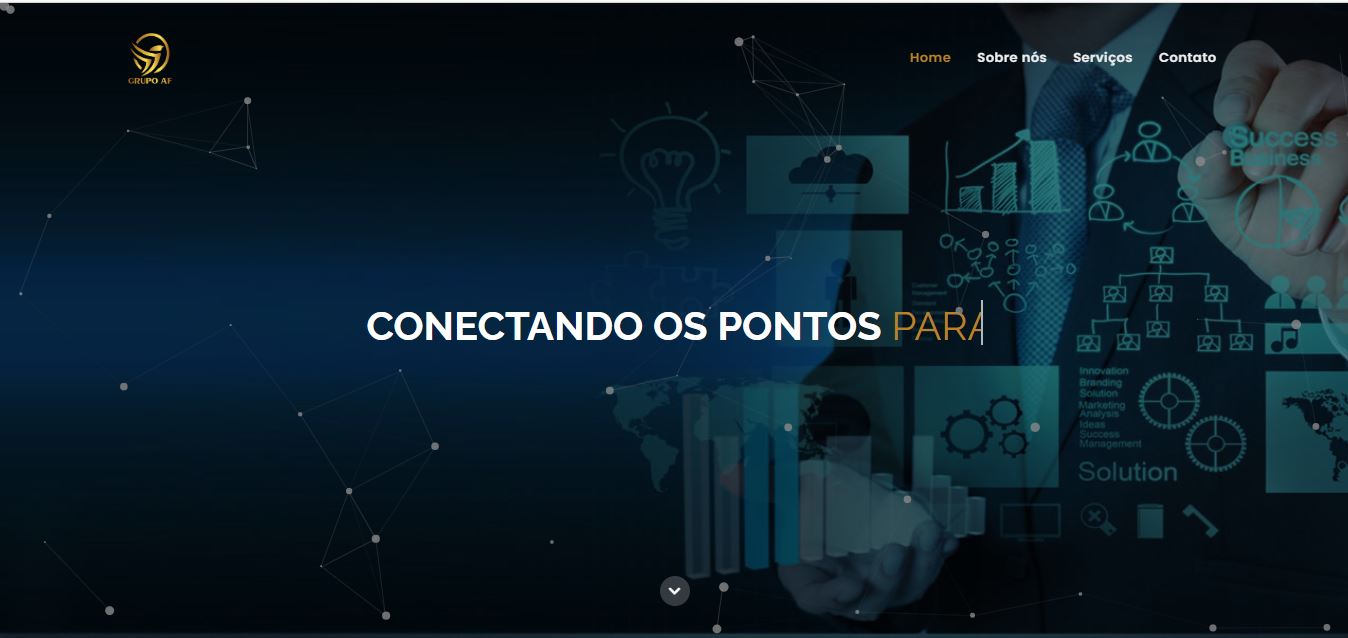 GRUPO AF
Home Sobre nós Serviços Contato
Success
Business
CONECTANDO OS PONTOS PARA
Innovation
Branding
Solution
Marketing
Analysis
Ideas
Success
Management
Solution